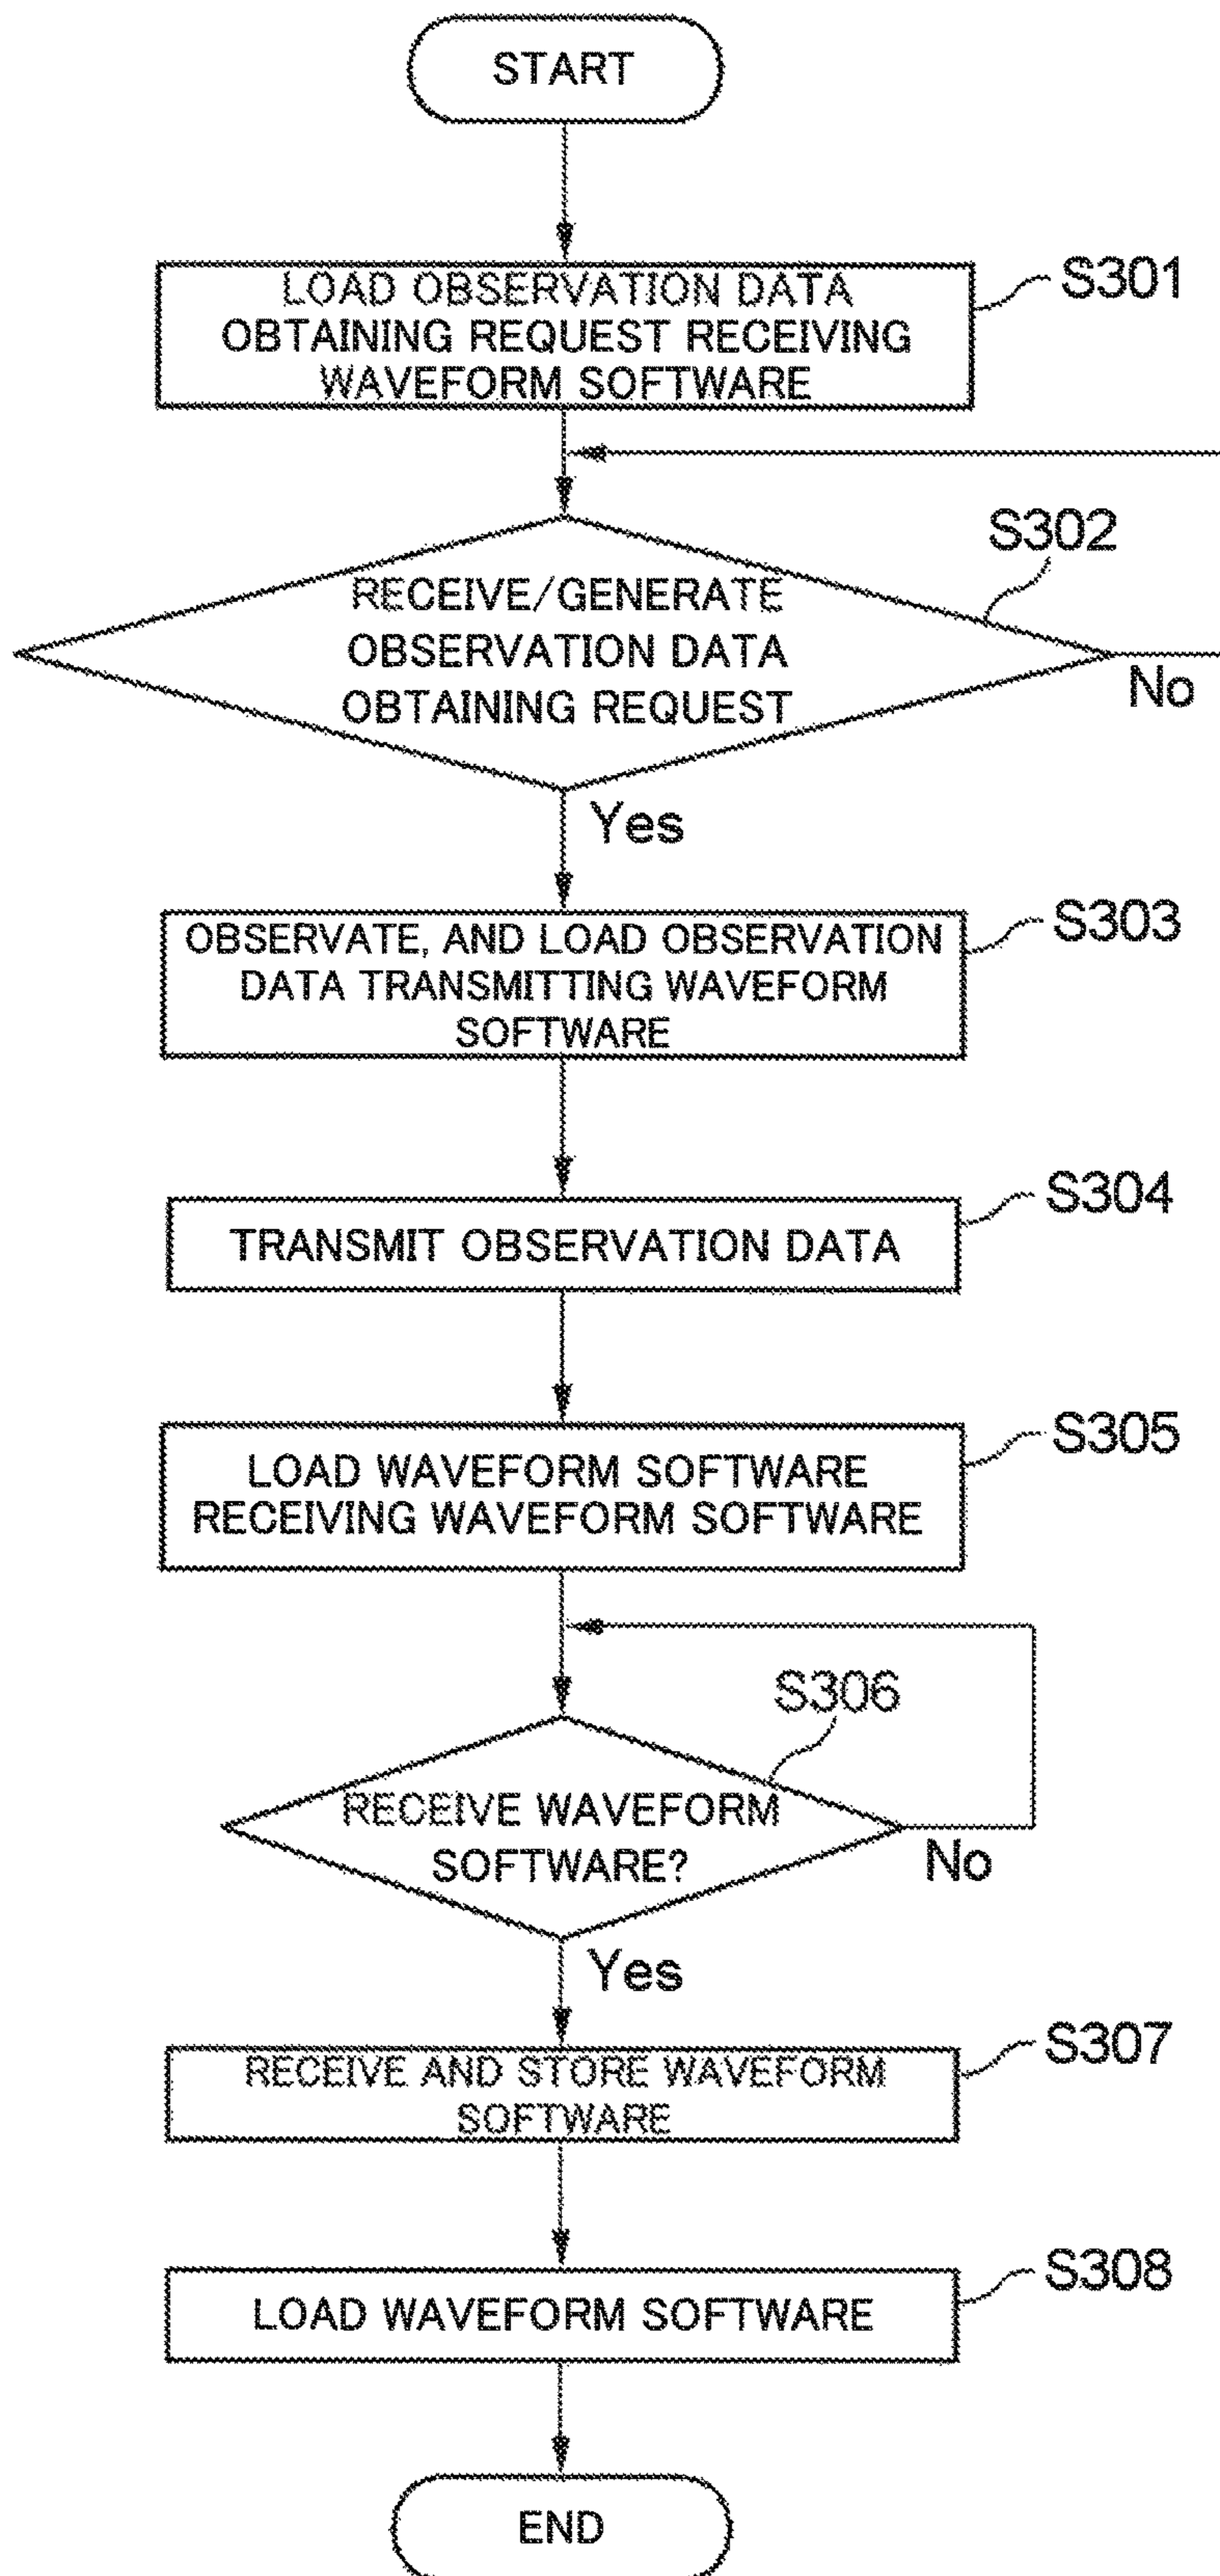 START
LOAD OBSERVATION DATA
OBTAINING REQUEST RECEIVING
WAVEFORM SOFTWARE
S301
S302
RECEIVE/GENERATE
OBSERVATION DATA
OBTAINING REQUEST
No
Yes
OBSERVATE, AND LOAD OBSERVATION
DATA TRANSMITTING WAVEFORM
SOFTWARE
S303
TRANSMIT OBSERVATION DATA
S304
LOAD WAVEFORM SOFTWARE
RECEIVING WAVEFORM SOFTWARE
S305
S306
RECEIVE WAVEFORM
SOFTWARE?
No
Yes
RECEIVE AND STORE WAVEFORM
SOFTWARE
S307
LOAD WAVEFORM SOFTWARE
S308
END